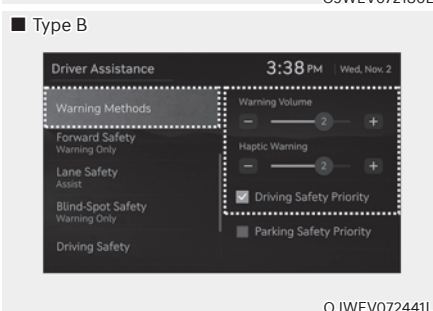 ■ Type B
Driver Assistance
3:38 PM
Wed, Nov. 2
Warning Methods
Forward Safety
Warning Only
Lane Safety
Assist
Blind-Spot Safety
Warning Only
Driving Safety
Warning Volume
− 2 +
Haptic Warning
− 2 +
Driving Safety Priority
Parking Safety Priority
OJWEV072441L